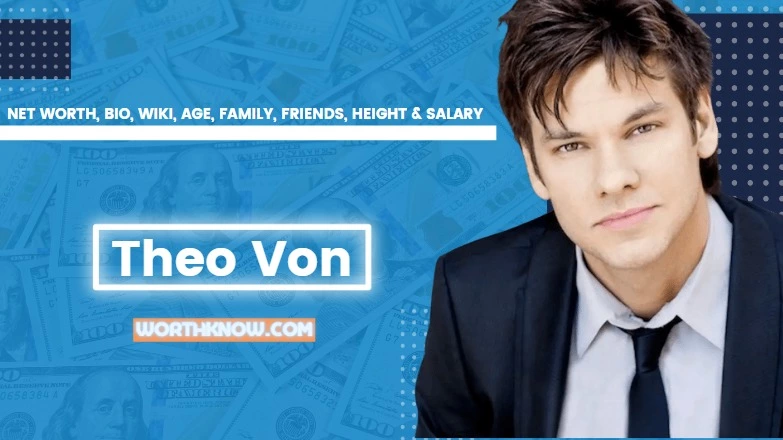 NET WORTH, BIO, WIKI, AGE, FAMILY, FRIENDS, HEIGHT & SALARY
Theo Von
WORTHKNOW.COM